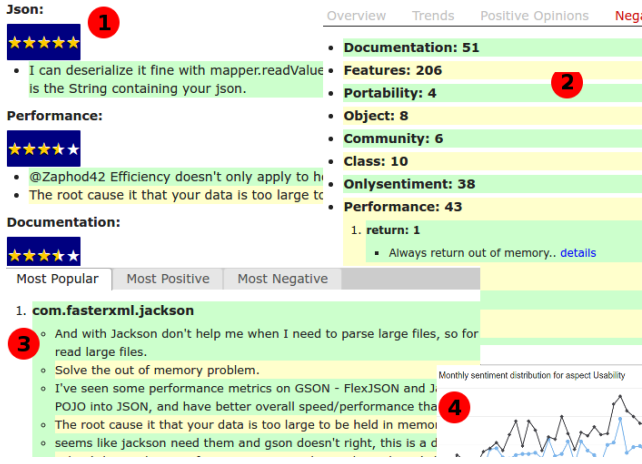 Json:
1
I can deserialize it fine with mapper.readValue
is the String containing your json.
Performance:
@Zaphod42 Efficiency doesn't only apply to
The root cause it that your data is too large to
Documentation:
Overview Trends Positive Opinions
2
Documentation: 51
Features: 206
Portability: 4
Object: 8
Community: 6
Class: 10
Onlysentiment: 38
Performance: 43
1. return: 1
Always return out of memory.. details
Most Popular Most Positive Most Negative
3
1. com.fasterxml.jackson
And with Jackson don't help me when I need to parse large files, so for
read large files.
Solve the out of memory problem.
I've seen some performance metrics on GSON - FlexJSON and
POJO into JSON, and have better overall speed/performance
The root cause it that your data is too large to be held in
seems like jackson need them and gson doesn't right, this is a
4
Monthly sentiment distribution for aspect Usability